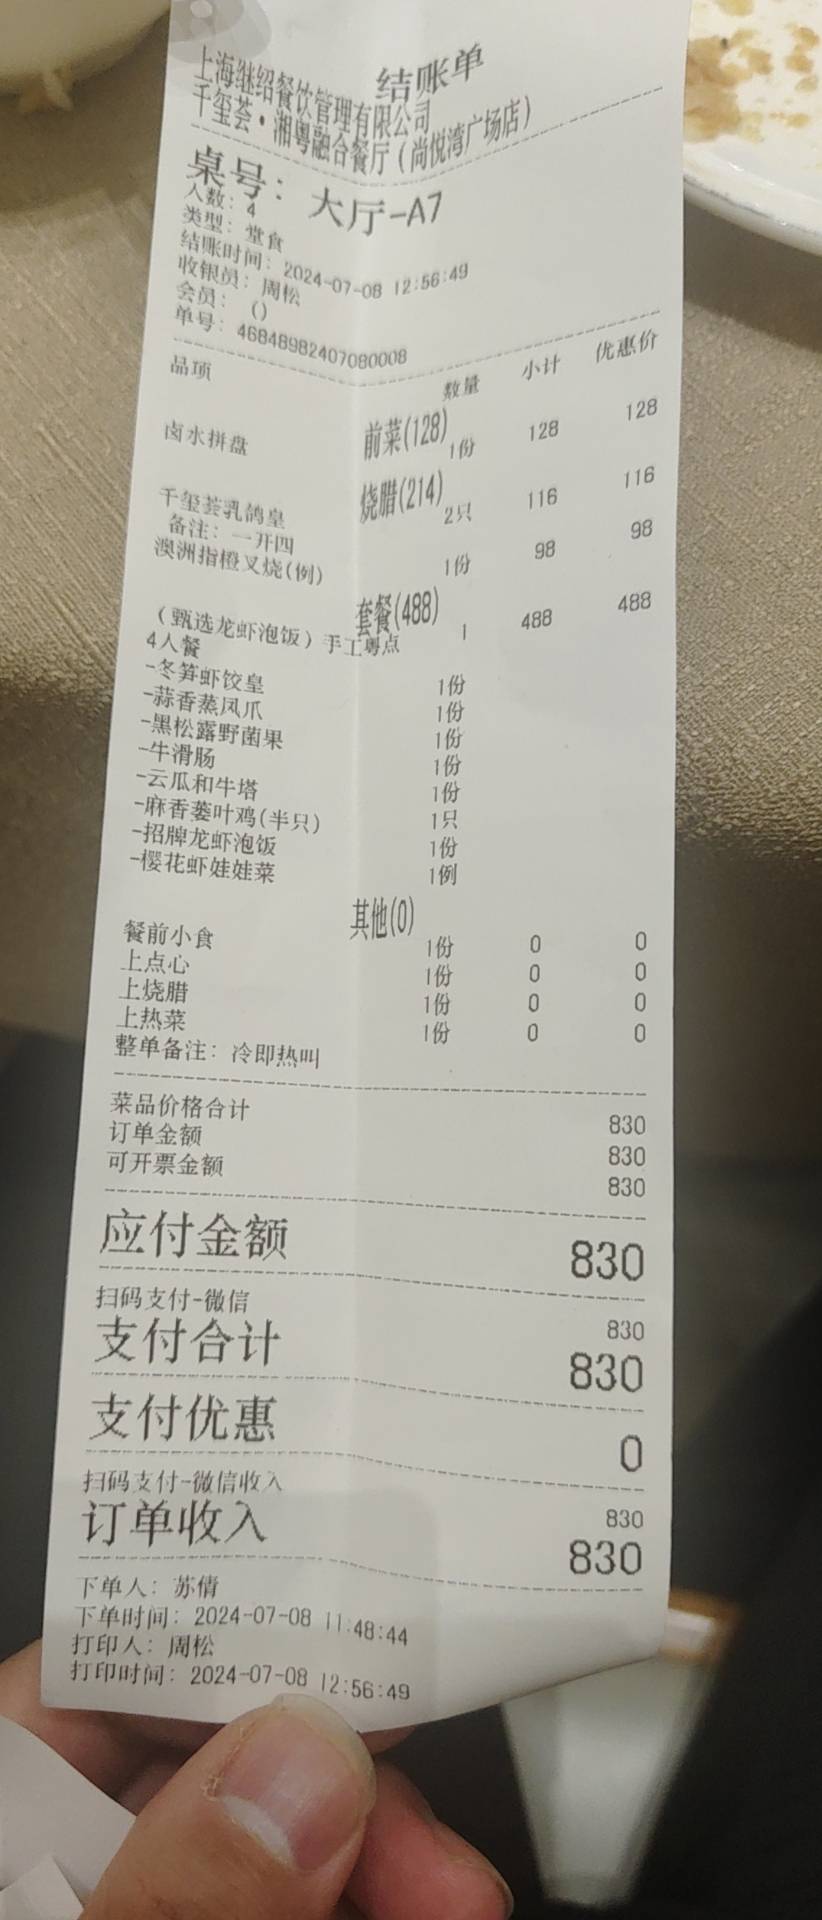 结账单
上海继绍餐饮管理有限公司
千玺荟·湘粤融合餐厅(尚悦湾广场店)
桌号: 大厅-A7
人数: 4
类型: 堂食
结账时间: 2024-07-08 12:56:49
收银员: 周松
会员: ()
单号: 46848982407080008
品项 数量 小计 优惠价
前菜(128)
卤水拼盘 1份 128 128
烧腊(214)
千玺荟乳鸽皇 2只 116 116
备注: 一开四
澳洲指橙叉烧(例) 1份 98 98
套餐(488)
(甄选龙虾泡饭)手工粤点 1 488 488
4人餐
-冬笋虾饺皇 1份
-蒜香蒸凤爪 1份
-黑松露野菌果 1份
-牛滑肠 1份
-云瓜和牛塔 1份
-麻香蒌叶鸡(半只) 1只
-招牌龙虾泡饭 1份
-樱花虾娃娃菜 1例
其他(0)
餐前小食 1份 0 0
上点心 1份 0 0
上烧腊 1份 0 0
上热菜 1份 0 0
整单备注: 冷即热叫
菜品价格合计 830
订单金额 830
可开票金额 830
应付金额 830
扫码支付-微信 830
支付合计 830
支付优惠 0
扫码支付-微信收入 830
订单收入 830
下单人: 苏倩
下单时间: 2024-07-08 11:48:44
打印人: 周松
打印时间: 2024-07-08 12:56:49